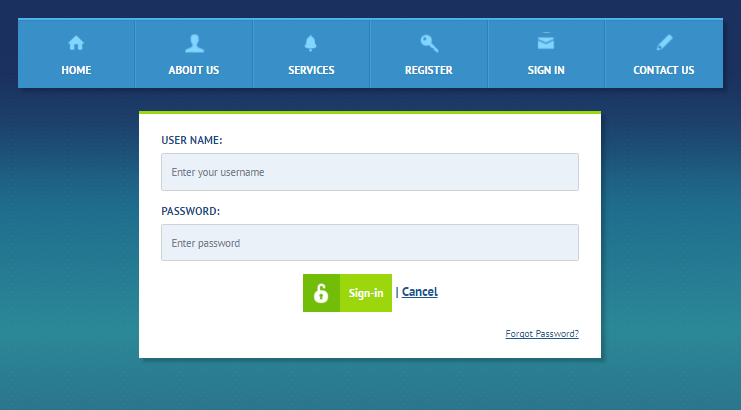 HOME ABOUT US SERVICES REGISTER SIGN IN CONTACT US
USER NAME:
Enter your username
PASSWORD:
Enter password
Sign-in | Cancel
Forgot Password?